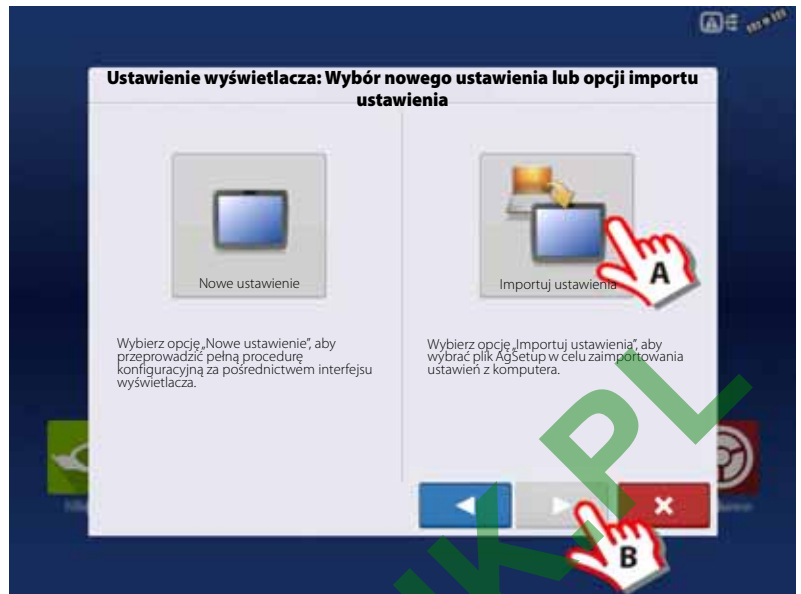 Ustawienie wyświetlacza: Wybór nowego ustawienia lub opcji importu
ustawienia
Nowe ustawienie
Importuj ustawienia
A
Wybierz opcję „Nowe ustawienie”, aby
przeprowadzić pełną procedurę
konfiguracyjną za pośrednictwem interfejsu
wyświetlacza.
Wybierz opcję „Importuj ustawienia”, aby
wybrać plik AgSetup w celu zaimportowania
ustawień z komputera.
B
K.PL